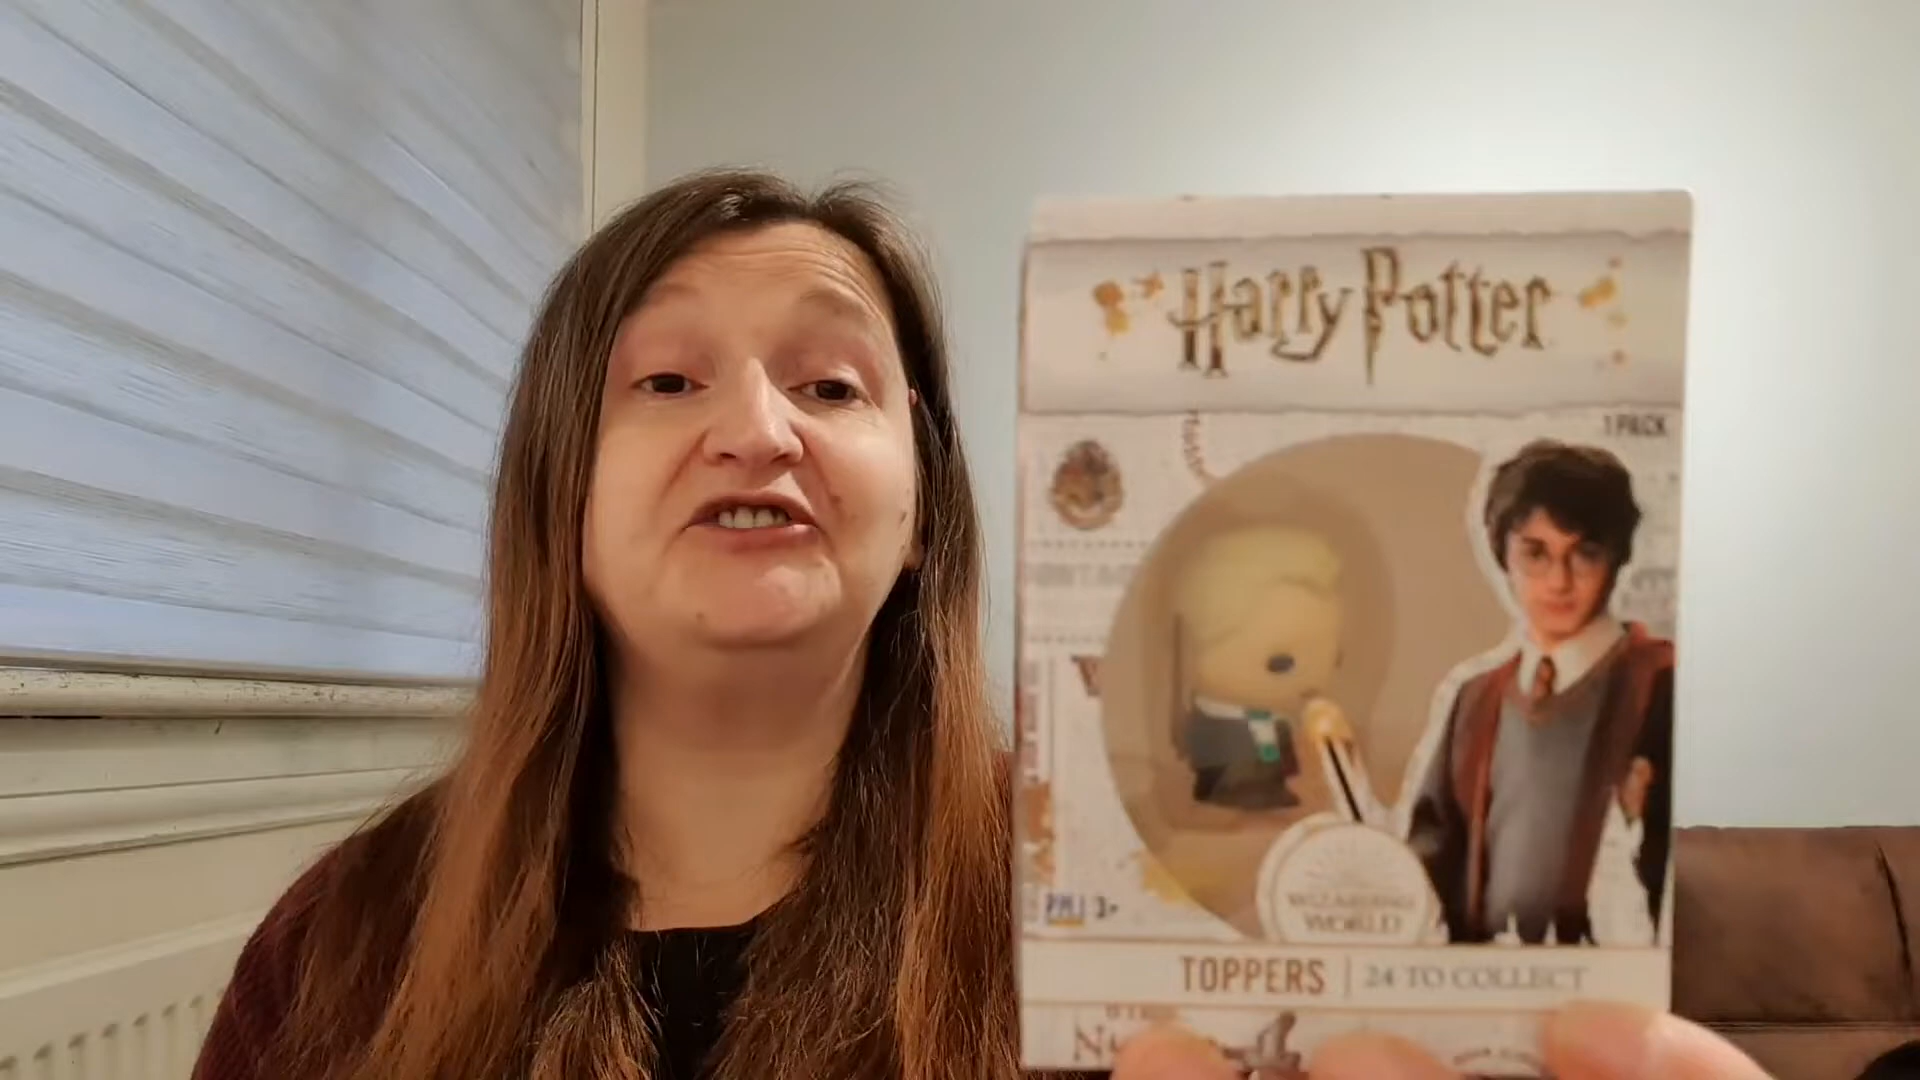 Harry Potter
1 PACK
PMI 3+
WIZARDING
WORLD
TOPPERS | 24 TO COLLECT